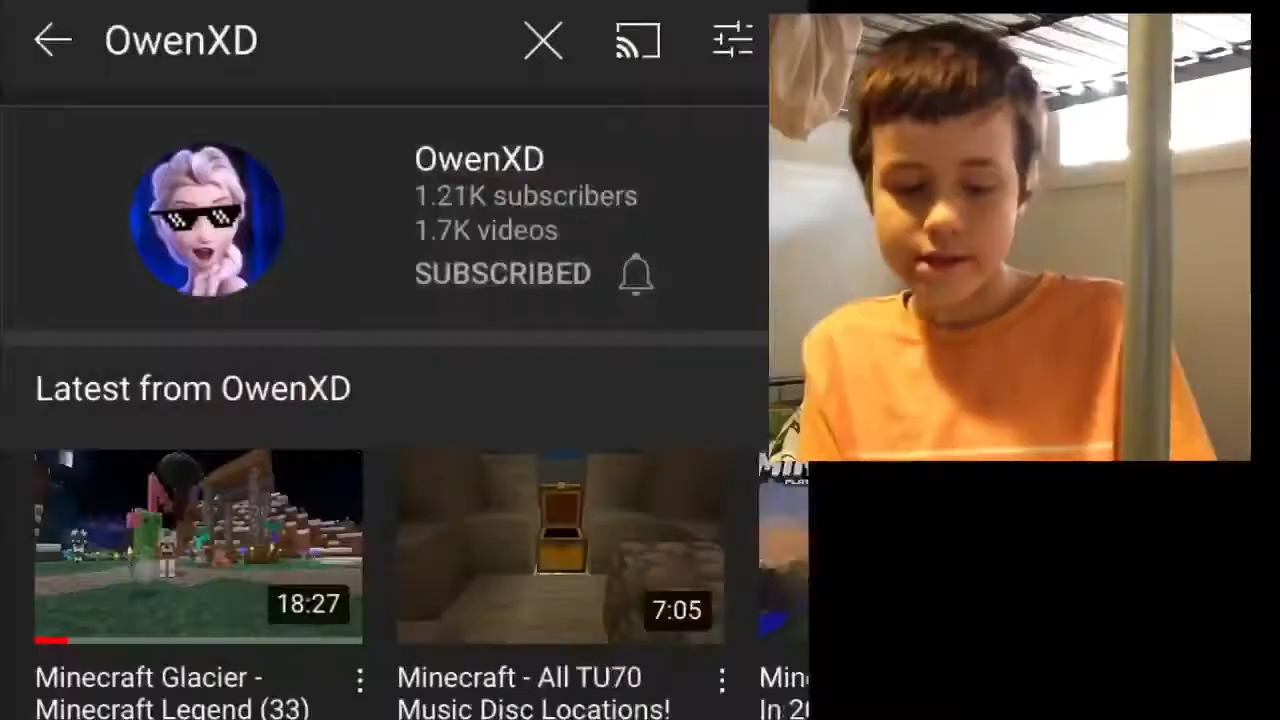 OwenXD
OwenXD
1.21K subscribers
1.7K videos
SUBSCRIBED
Latest from OwenXD
18:27
7:05
Minecraft Glacier -
Minecraft Legend (33)
Minecraft - All TU70
Music Disc Locations!